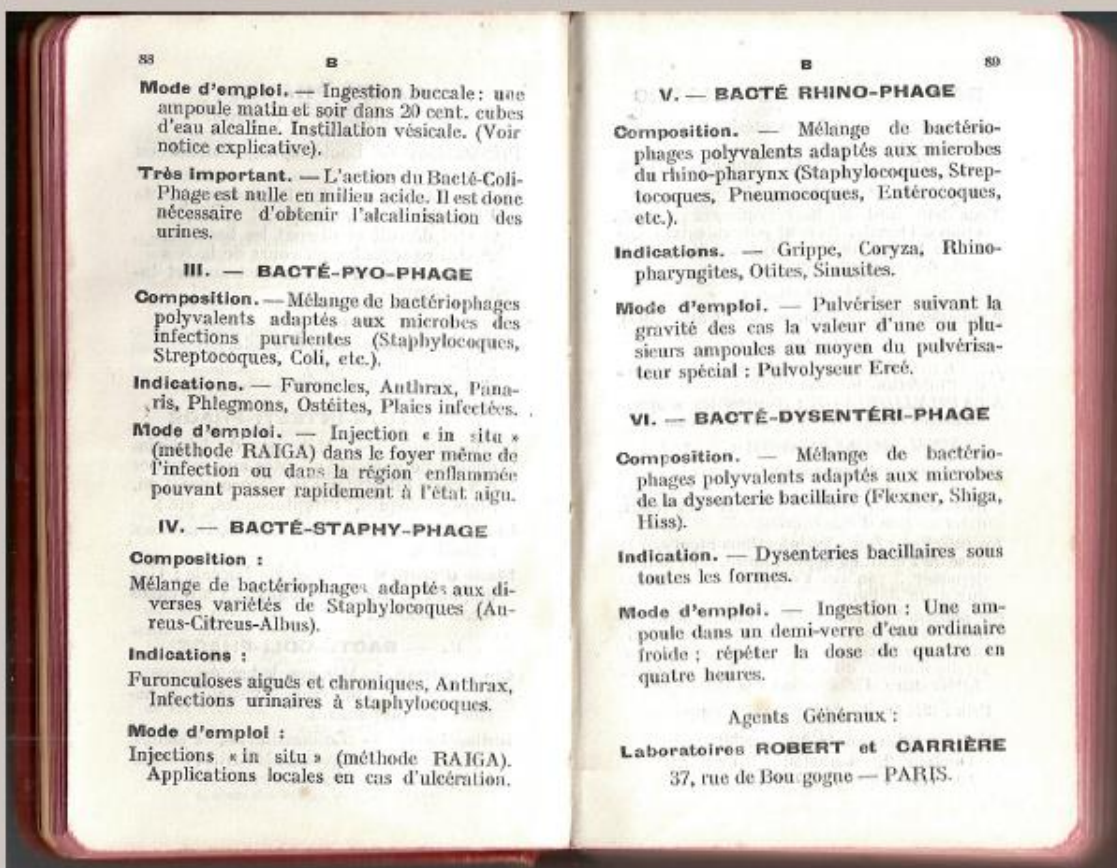 88
B
Mode d'emploi. — Ingestion buccale : une
ampoule matin et soir dans 20 cent. cubes
d'eau alcaline. Instillation vésicale. (Voir
notice explicative).
Très important. — L'action du Bacté-Coli-
Phage est nulle en milieu acide. Il est donc
nécessaire d'obtenir l'alcalinisation des
urines.
III. — BACTÉ-PYO-PHAGE
Composition. — Mélange de bactériophages
polyvalents adaptés aux microbes des
infections purulentes (Staphylocoques,
Streptocoques, Coli, etc.).
Indications. — Furoncles, Anthrax, Pana-
ris, Phlegmons, Ostéites, Plaies infectées.
Mode d'emploi. — Injection « in situ »
(méthode RAIGA) dans le foyer même de
l'infection ou dans la région enflammée
pouvant passer rapidement à l'état aigu.
IV. — BACTÉ-STAPHY-PHAGE
Composition :
Mélange de bactériophages adaptés aux di-
verses variétés de Staphylocoques (Au-
reus-Citreus-Albus).
Indications :
Furonculoses aiguës et chroniques, Anthrax,
Infections urinaires à staphylocoques.
Mode d'emploi :
Injections « in situ » (méthode RAIGA).
Applications locales en cas d'ulcération.
B
89
V. — BACTÉ RHINO-PHAGE
Composition. — Mélange de bactério-
phages polyvalents adaptés aux microbes
du rhino-pharynx (Staphylocoques, Strep-
tocoques, Pneumocoques, Entérocoques,
etc.).
Indications. — Grippe, Coryza, Rhino-
pharyngites, Otites, Sinusites.
Mode d'emploi. — Pulvériser suivant la
gravité des cas la valeur d'une ou plu-
sieurs ampoules au moyen du pulvérisa-
teur spécial : Pulvolyseur Ercé.
VI. — BACTÉ-DYSENTÉRI-PHAGE
Composition. — Mélange de bactério-
phages polyvalents adaptés aux microbes
de la dysenterie bacillaire (Flexner, Shiga,
Hiss).
Indication. — Dysenteries bacillaires sous
toutes les formes.
Mode d'emploi. — Ingestion : Une am-
poule dans un demi-verre d'eau ordinaire
froide ; répéter la dose de quatre en
quatre heures.
Agents Généraux :
Laboratoires ROBERT et CARRIÈRE
37, rue de Bou gogne — PARIS.